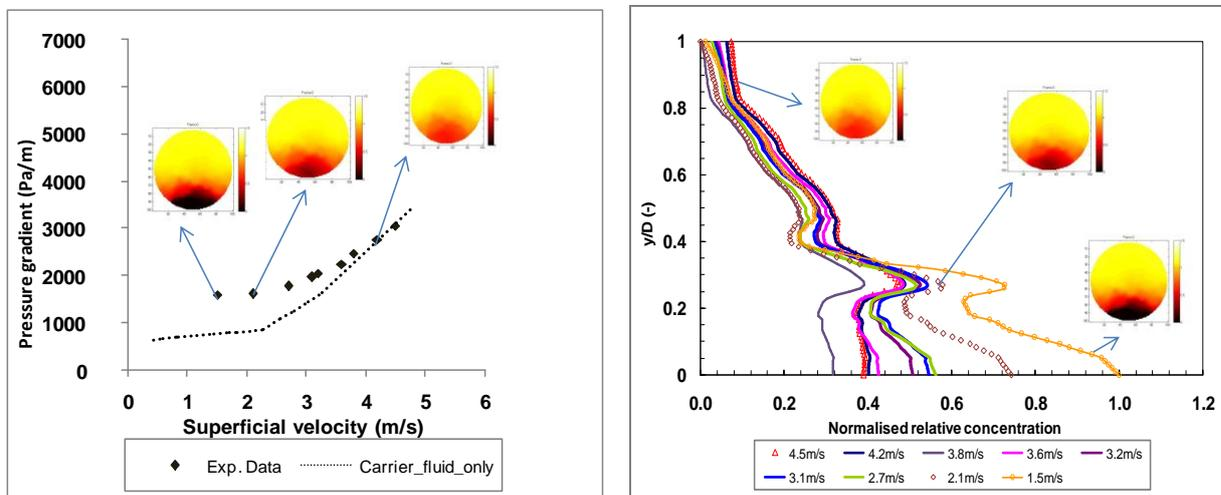 7000
6000
5000
4000
3000
2000
1000
0
Pressure gradient (Pa/m)
0 1 2 3 4 5 6
Superficial velocity (m/s)
Exp. Data Carrier_fluid_only
1
0.8
0.6
0.4
0.2
0
y/D (-)
0.0 0.2 0.4 0.6 0.8 1.0 1.2
Normalised relative concentration
4.5m/s 4.2m/s 3.8m/s 3.6m/s 3.2m/s
3.1m/s 2.7m/s 2.1m/s 1.5m/s